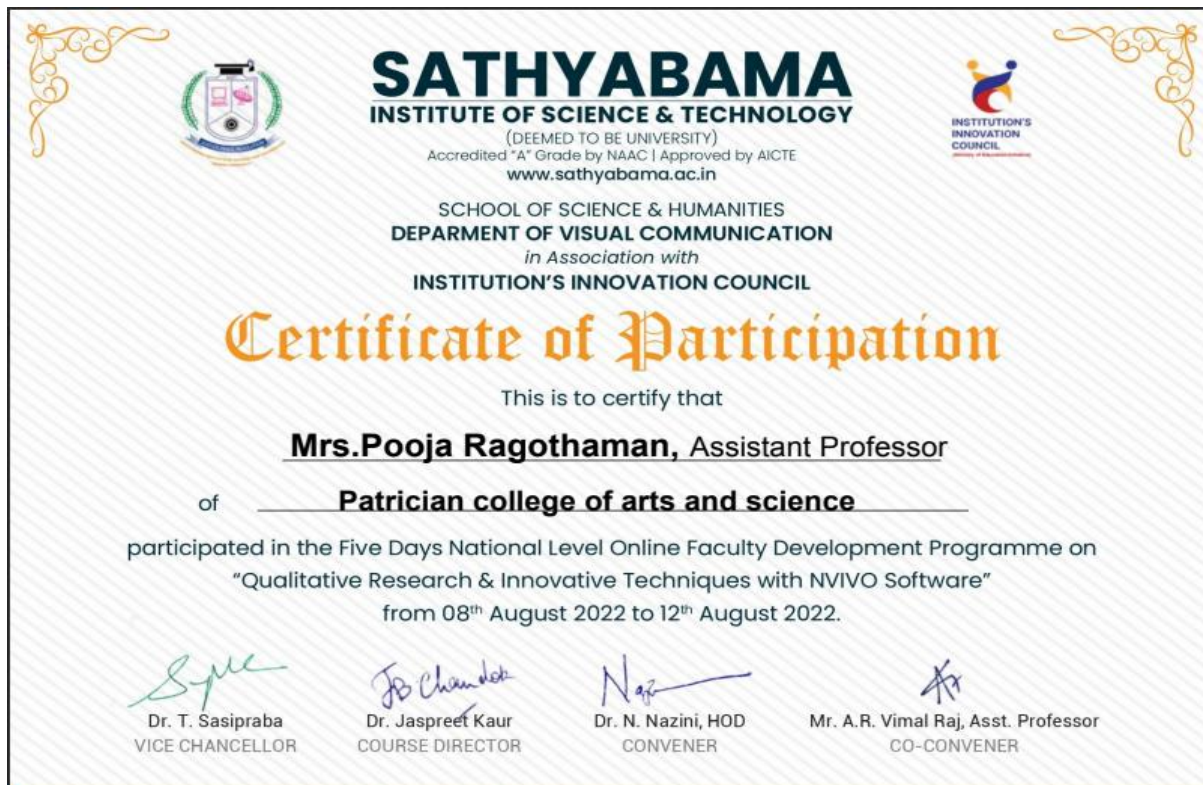 SATHYABAMA
INSTITUTE OF SCIENCE & TECHNOLOGY
(DEEMED TO BE UNIVERSITY)
Accredited "A" Grade by NAAC | Approved by AICTE
www.sathyabama.ac.in
INSTITUTION'S
INNOVATION
COUNCIL
SCHOOL OF SCIENCE & HUMANITIES
DEPARMENT OF VISUAL COMMUNICATION
in Association with
INSTITUTION'S INNOVATION COUNCIL
Certificate of Participation
This is to certify that
Mrs.Pooja Ragothaman, Assistant Professor
of Patrician college of arts and science
participated in the Five Days National Level Online Faculty Development Programme on
“Qualitative Research & Innovative Techniques with NVIVO Software”
from 08th August 2022 to 12th August 2022.
Dr. T. Sasipraba Dr. Jaspreet Kaur Dr. N. Nazini, HOD Mr. A.R. Vimal Raj, Asst. Professor
VICE CHANCELLOR COURSE DIRECTOR CONVENER CO-CONVENER